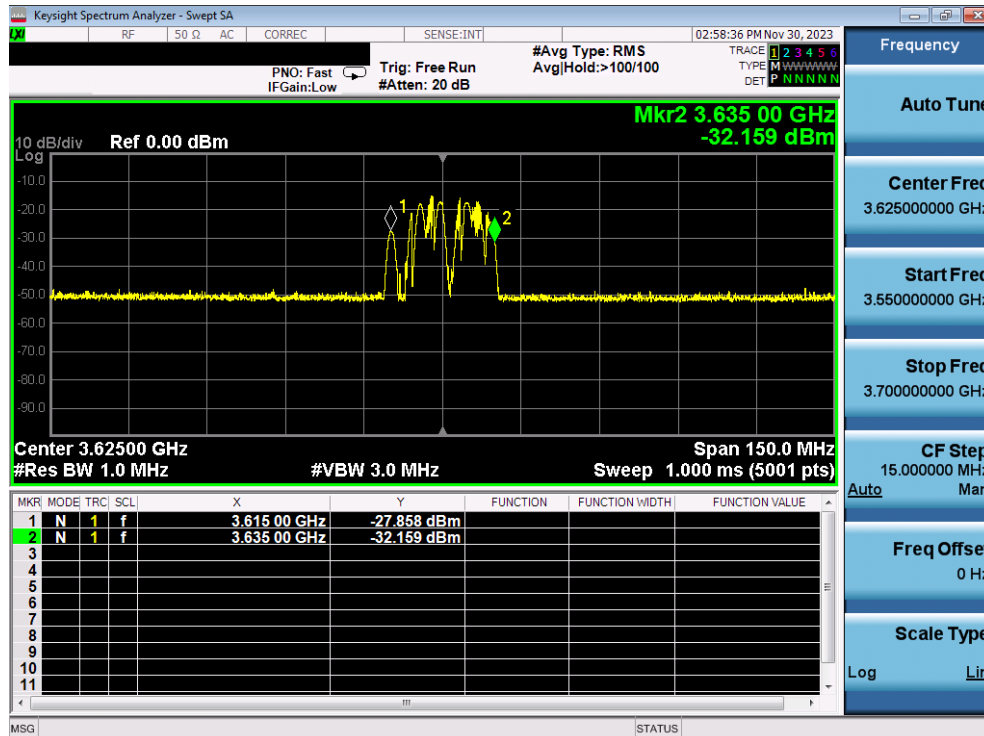 Keysight Spectrum Analyzer - Swept SA
LXI RF 50 Ω AC CORREC SENSE:INT 02:58:36 PM Nov 30, 2023
#Avg Type: RMS TRACE 1 2 3 4 5 6
PNO: Fast Trig: Free Run Avg|Hold:>100/100 TYPE M WWWWW
IFGain:Low #Atten: 20 dB DET P N N N N N
Mkr2 3.635 00 GHz
10 dB/div Ref 0.00 dBm -32.159 dBm
Log
-10.0
-20.0
-30.0
-40.0
-50.0
-60.0
-70.0
-80.0
-90.0
1
2
Center 3.62500 GHz Span 150.0 MHz
#Res BW 1.0 MHz #VBW 3.0 MHz Sweep 1.000 ms (5001 pts)
MKR MODE TRC SCL X Y FUNCTION FUNCTION WIDTH FUNCTION VALUE
1 N 1 f 3.615 00 GHz -27.858 dBm
2 N 1 f 3.635 00 GHz -32.159 dBm
3
4
5
6
7
8
9
10
11
MSG STATUS
Frequency
Auto Tune
Center Freq
3.625000000 GHz
Start Freq
3.550000000 GHz
Stop Freq
3.700000000 GHz
CF Step
15.000000 MHz
Auto Man
Freq Offset
0 Hz
Scale Type
Log Lin